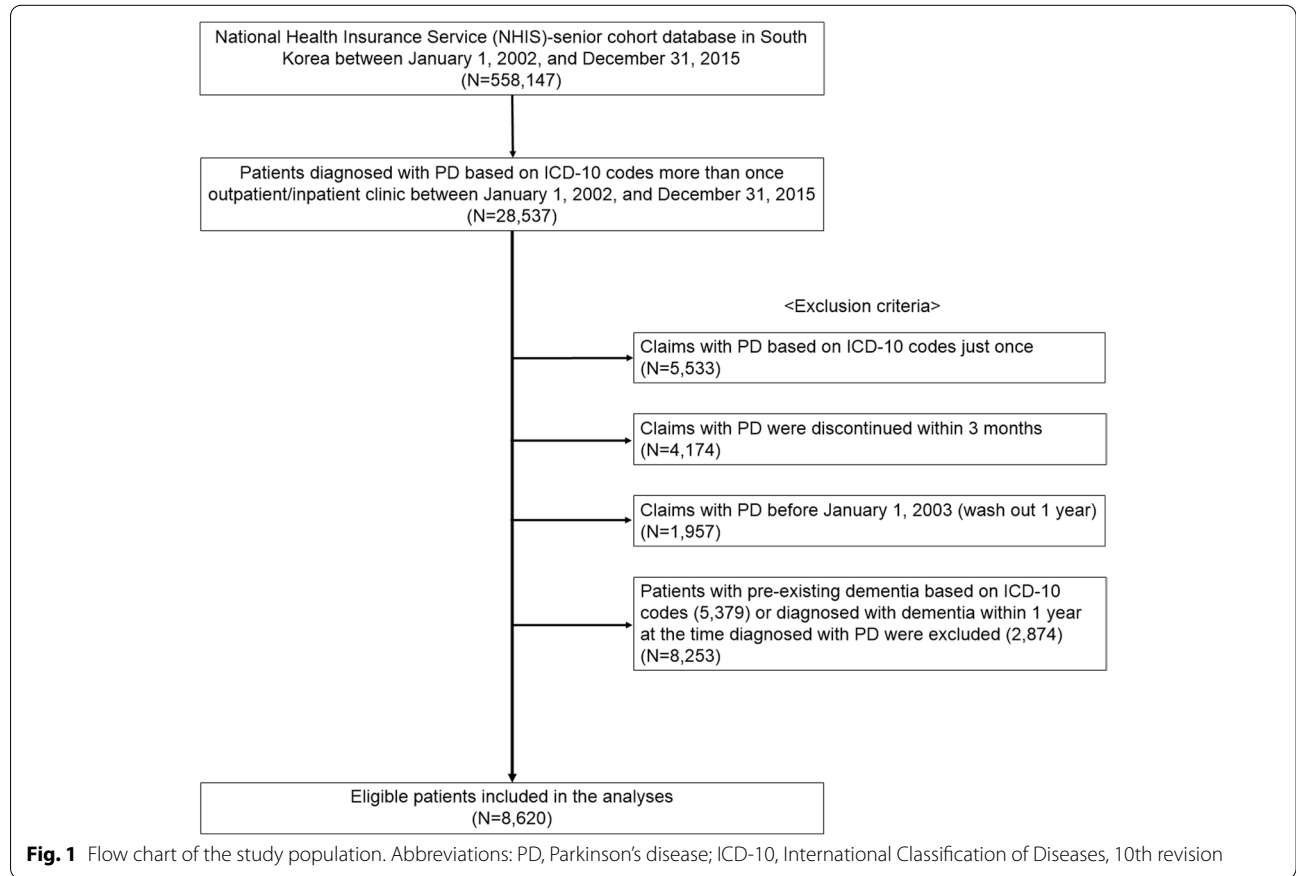 National Health Insurance Service (NHIS)-senior cohort database in South
Korea between January 1, 2002, and December 31, 2015
(N=558,147)
Patients diagnosed with PD based on ICD-10 codes more than once
outpatient/inpatient clinic between January 1, 2002, and December 31, 2015
(N=28,537)
<Exclusion criteria>
Claims with PD based on ICD-10 codes just once
(N=5,533)
Claims with PD were discontinued within 3 months
(N=4,174)
Claims with PD before January 1, 2003 (wash out 1 year)
(N=1,957)
Patients with pre-existing dementia based on ICD-10
codes (5,379) or diagnosed with dementia within 1 year
at the time diagnosed with PD were excluded (2,874)
(N=8,253)
Eligible patients included in the analyses
(N=8,620)
Fig. 1 Flow chart of the study population. Abbreviations: PD, Parkinson’s disease; ICD-10, International Classification of Diseases, 10th revision